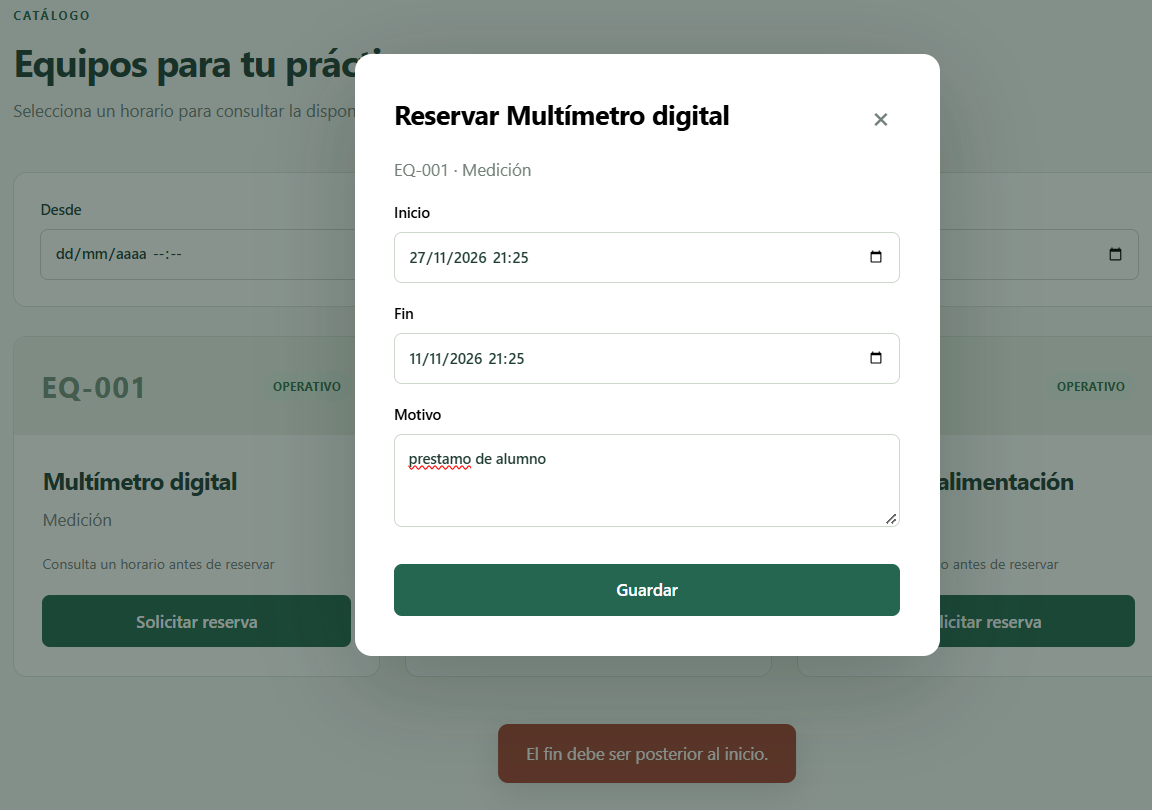 CATÁLOGO
Equipos para tu prácti
Selecciona un horario para consultar la dispon
Desde
dd/mm/aaaa --:--
EQ-001
OPERATIVO
Multímetro digital
Medición
Consulta un horario antes de reservar
Solicitar reserva
Reservar Multímetro digital
×
EQ-001 · Medición
Inicio
27/11/2026 21:25
Fin
11/11/2026 21:25
Motivo
prestamo de alumno
Guardar
OPERATIVO
alimentación
o antes de reservar
licitar reserva
El fin debe ser posterior al inicio.